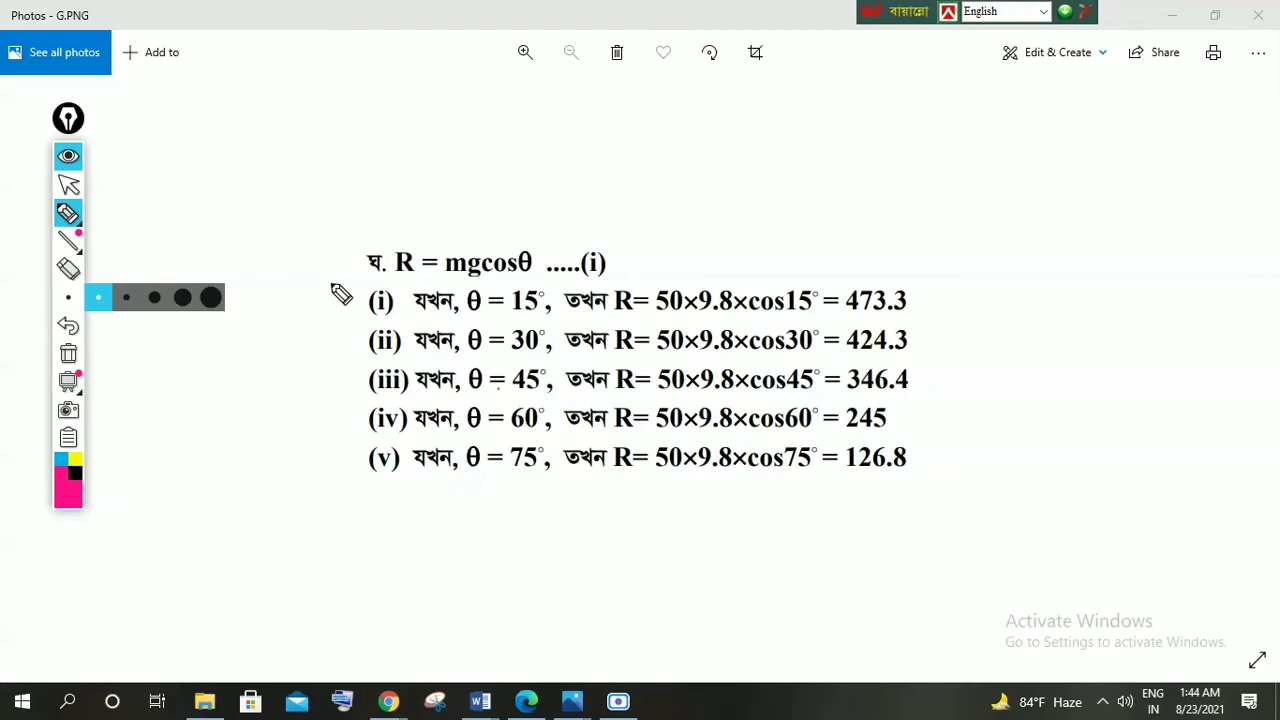 Photos - G.PNG
বায়ান্নো English
See all photos Add to Edit & Create Share
ঘ. R = mgcosθ .....(i)
(i) যখন, θ = 15°, তখন R= 50×9.8×cos15° = 473.3
(ii) যখন, θ = 30°, তখন R= 50×9.8×cos30° = 424.3
(iii) যখন, θ = 45°, তখন R= 50×9.8×cos45° = 346.4
(iv) যখন, θ = 60°, তখন R= 50×9.8×cos60° = 245
(v) যখন, θ = 75°, তখন R= 50×9.8×cos75° = 126.8
Activate Windows
Go to Settings to activate Windows.
84°F Haze ENG 1:44 AM
IN 8/23/2021